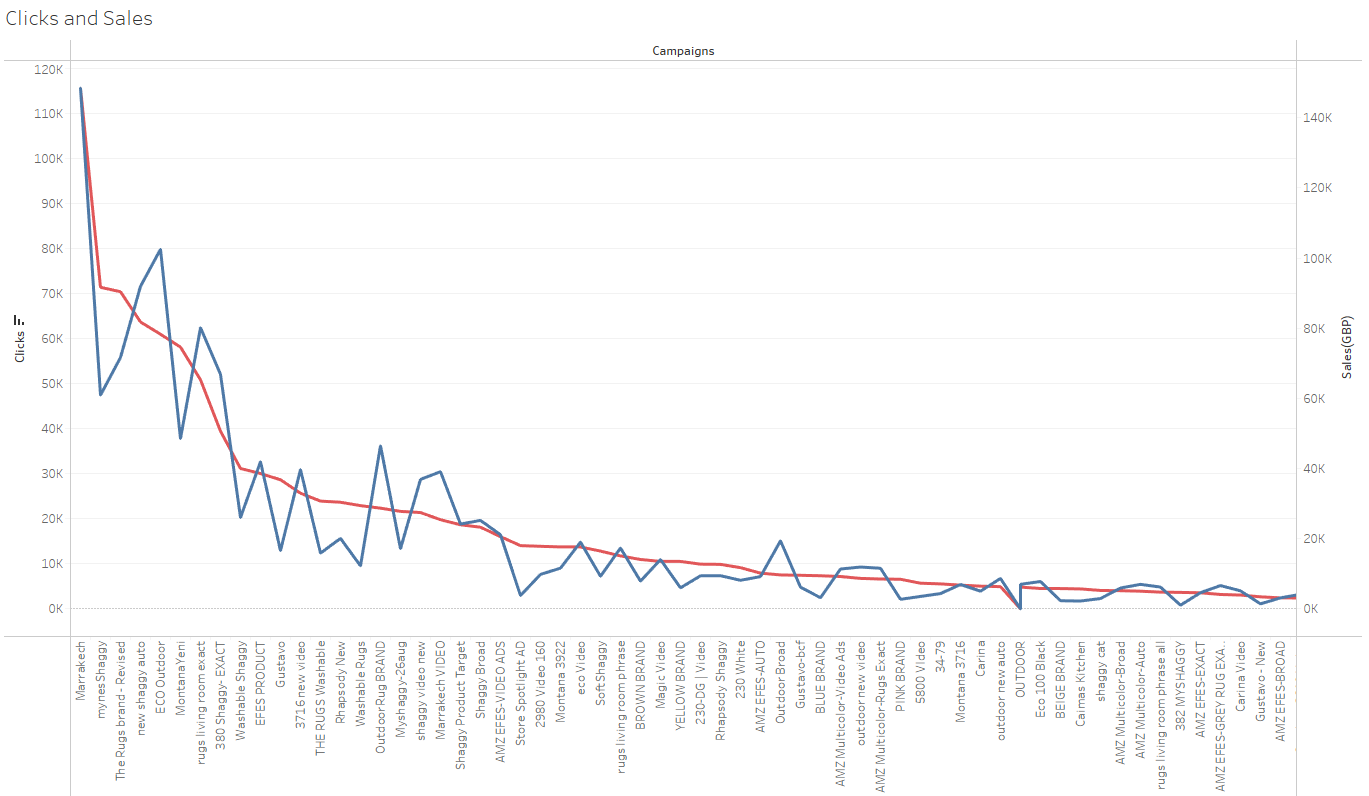 Clicks and Sales
Campaigns
120K
110K
100K
90K
80K
70K
60K
50K
40K
30K
20K
10K
0K
Clicks
140K
120K
100K
80K
60K
40K
20K
0K
Sales(GBP)
Marrakech
mynesShaggy
The Rugs brand - Revised
new shaggy auto
ECO Outdoor
MontanaYeni
rugs living room exact
380 Shaggy- EXACT
Washable Shaggy
EFES PRODUCT
Gustavo
3716 new video
THE RUGS Washable
Rhapsody New
Washable Rugs
OutdoorRug BRAND
Myshaggy-26aug
shaggy video new
Marrakech VIDEO
Shaggy Product Target
Shaggy Broad
AMZ EFES-VIDEO ADS
Store Spotlight AD
2980 Video 160
Montana 3922
eco Video
Soft Shaggy
rugs living room phrase
BROWN BRAND
Magic Video
YELLOW BRAND
230-DG | Video
Rhapsody Shaggy
230 White
AMZ EFES-AUTO
Outdoor Broad
Gustavo-bcf
BLUE BRAND
AMZ Multicolor-Video Ads
outdoor new video
AMZ Multicolor-Rugs Exact
PINK BRAND
5800 Video
34-79
Montana 3716
Carina
outdoor new auto
OUTDOOR
Eco 100 Black
BEIGE BRAND
Caimas Kitchen
shaggy cat
AMZ Multicolor-Broad
AMZ Multicolor-Auto
rugs living room phrase all
382 MYSHAGGY
AMZ EFES-EXACT
AMZ EFES-GREY RUG EXA..
Carina Video
Gustavo - New
AMZ EFES-BROAD